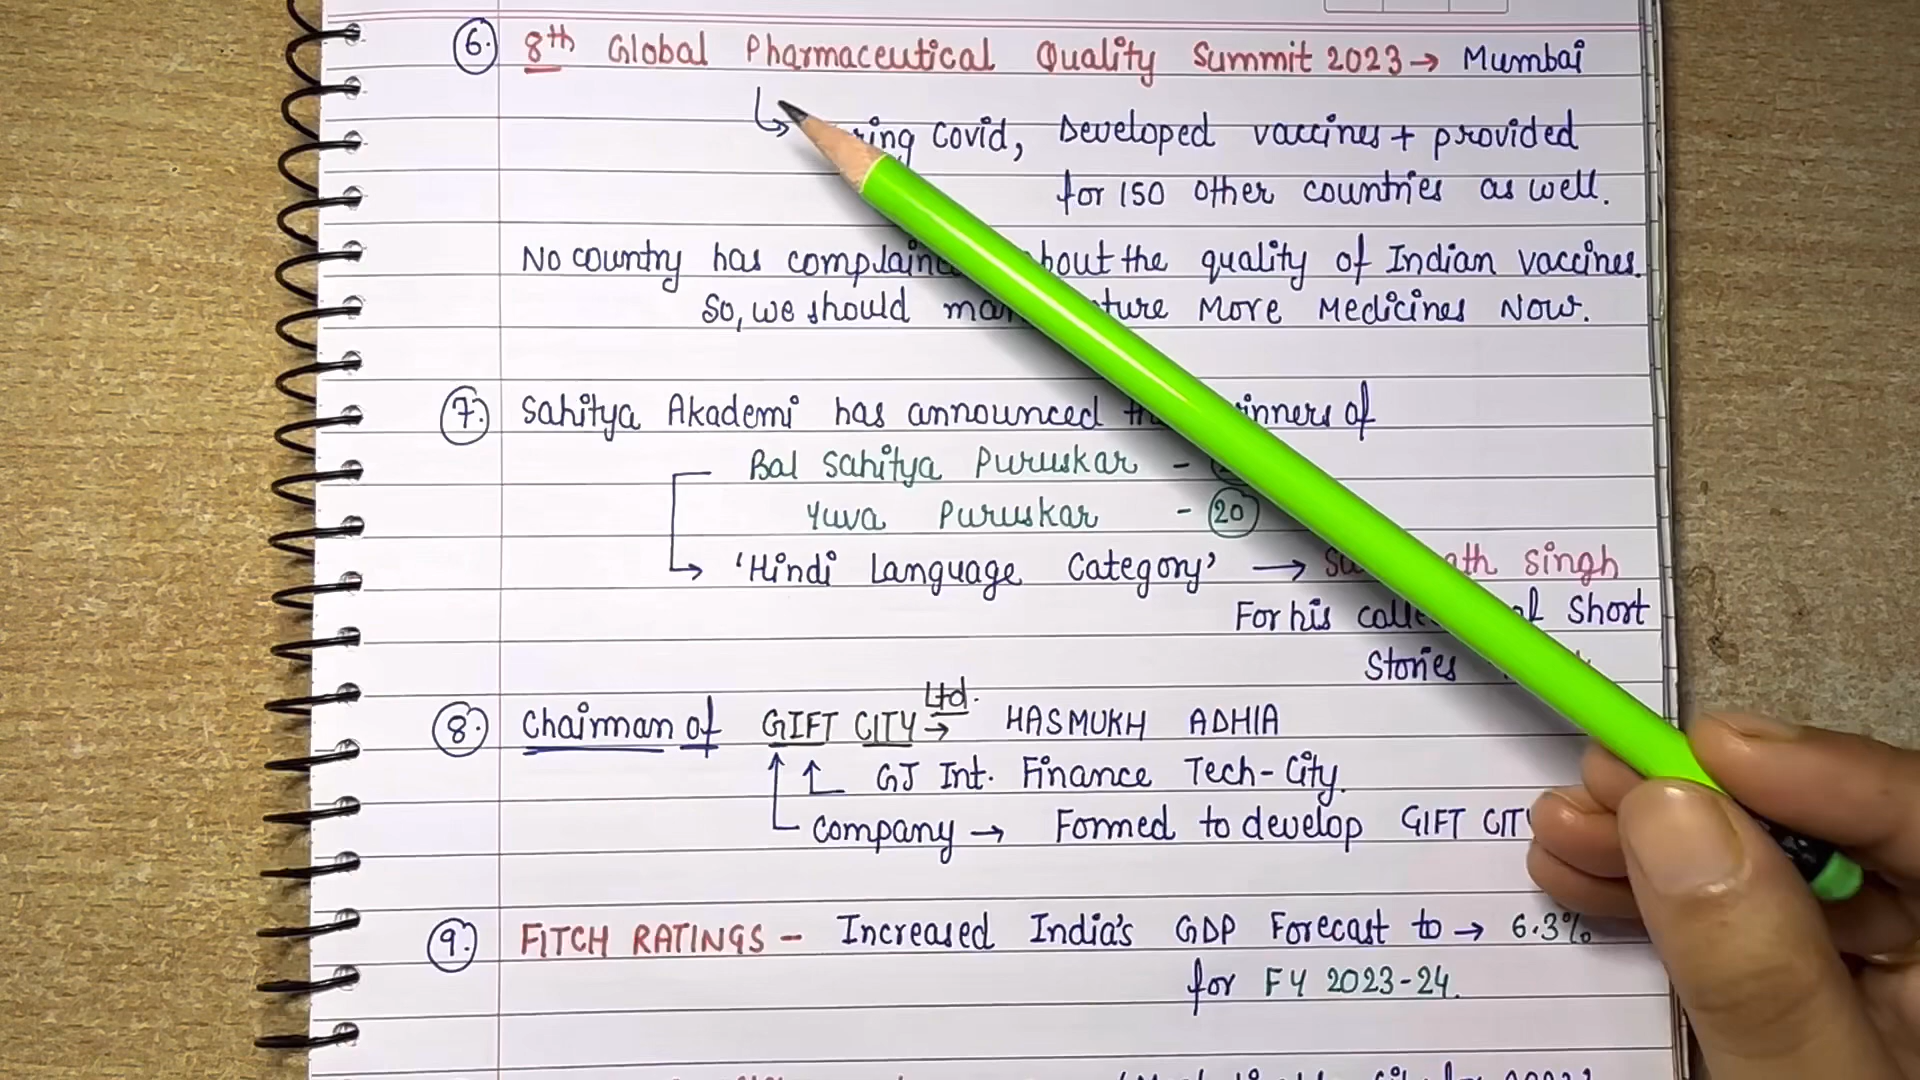 6. 8th Global Pharmaceutical Quality Summit 2023 → Mumbai
Covid, Developed vaccines + provided
for 150 other countries as well.
No country has the quality of Indian vaccines.
So, we should More Medicines Now.
7. Sahitya Akademi has announced of
Bal Sahitya Puruskar -
Yuva Puruskar - 20
'Hindi Language Category' → Singh
For his Short
Stories
Ltd.
8. Chairman of GIFT CITY → HASMUKH ADHIA
GJ Int. Finance Tech-City.
Company → Formed to develop GIFT CITY
9. FITCH RATINGS - Increased India's GDP Forecast to → 6.3%
for FY 2023-24.